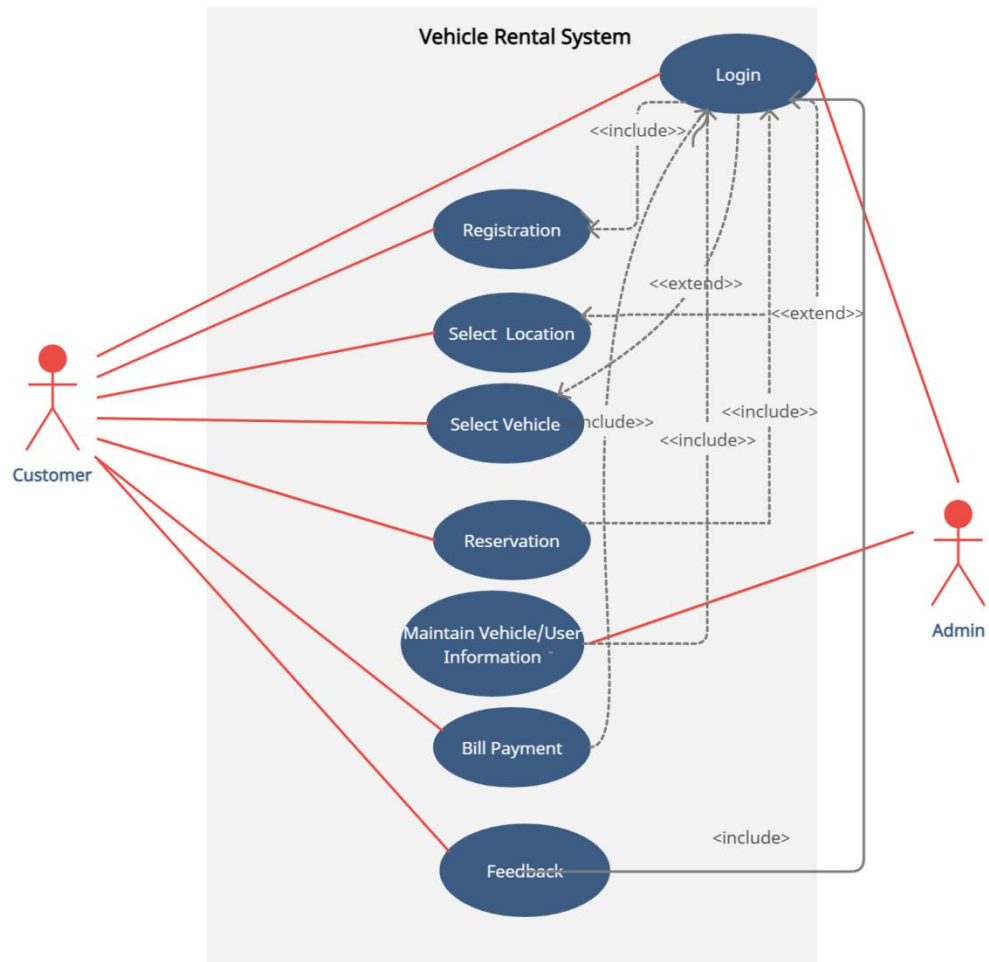 Vehicle Rental System
Login
<<include>>
Registration
<<extend>>
Select Location
<<extend>>
Select Vehicle
<<include>>
<<include>>
Customer
Reservation
Maintain Vehicle/User
Information
Admin
Bill Payment
<include>
Feedback